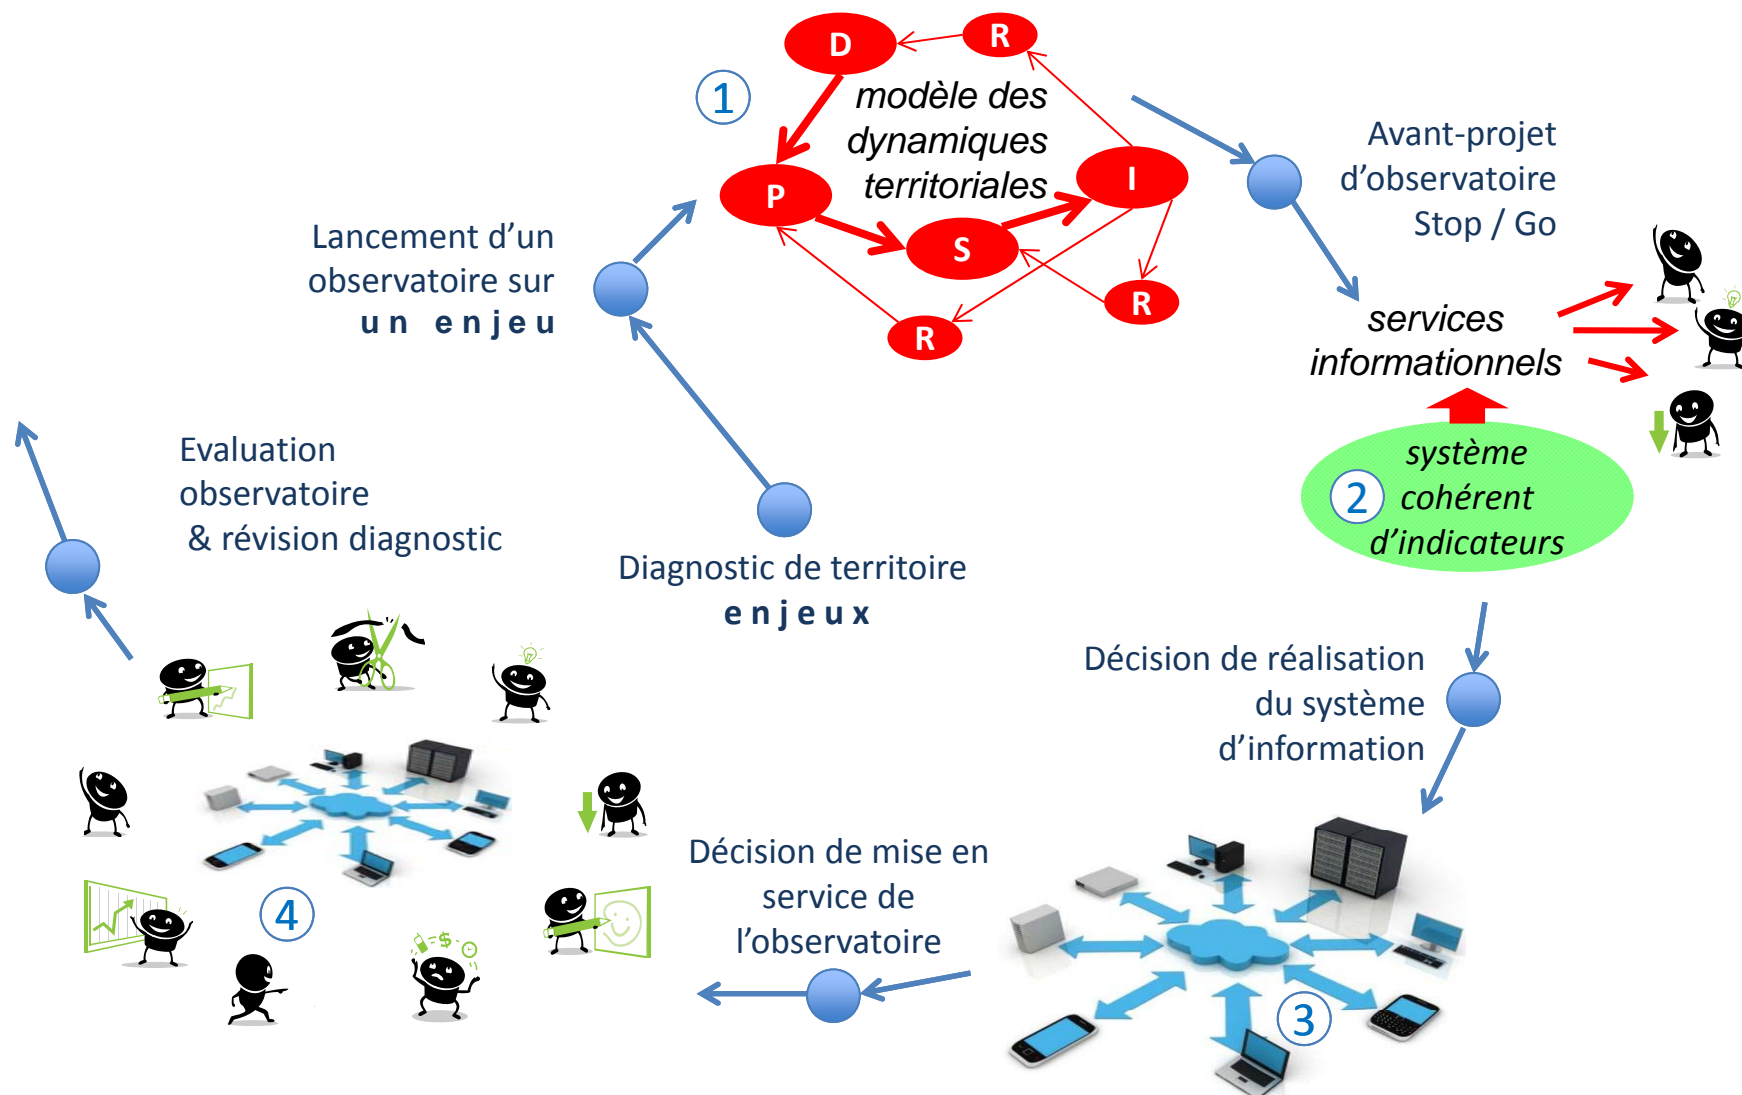 D
R
1
modèle des
dynamiques
territoriales
P
I
S
R
R
Avant-projet
d’observatoire
Stop / Go
Lancement d’un
observatoire sur
un enjeu
services
informationnels
2
système
cohérent
d’indicateurs
Evaluation
observatoire
& révision diagnostic
Diagnostic de territoire
enjeux
Décision de réalisation
du système
d’information
Décision de mise en
service de
l’observatoire
3
4
$